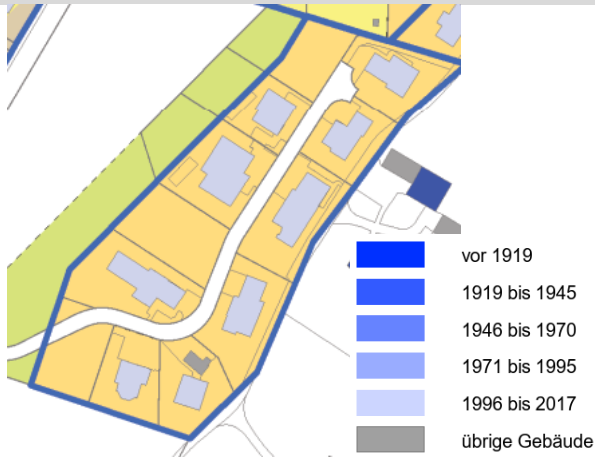 vor 1919
1919 bis 1945
1946 bis 1970
1971 bis 1995
1996 bis 2017
übrige Gebäude